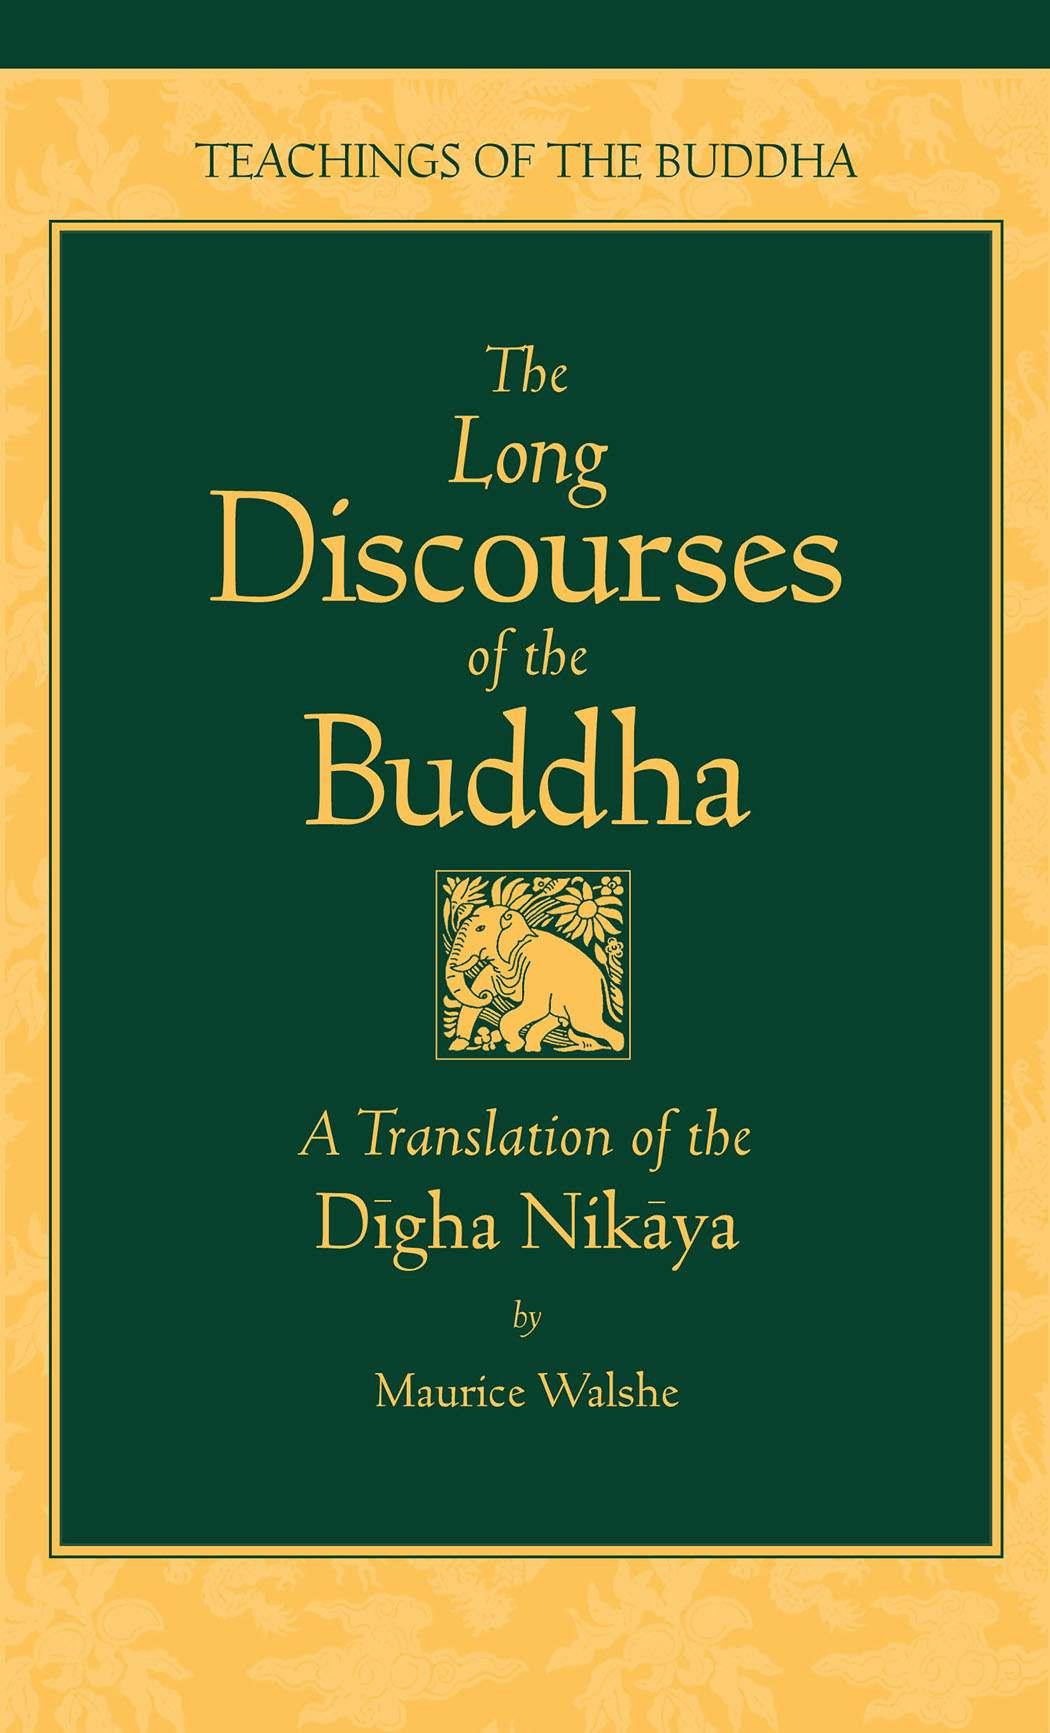 TEACHINGS OF THE BUDDHA
The
Long
Discourses
of the
Buddha
A Translation of the
Dīgha Nikāya
by
Maurice Walshe